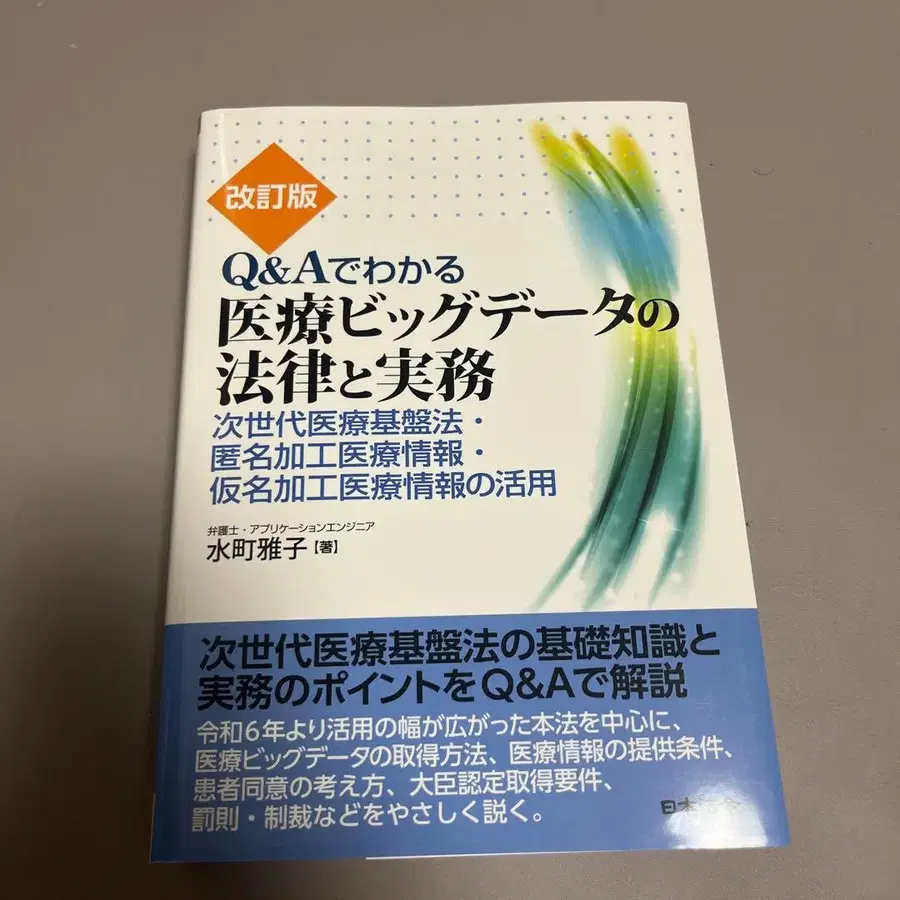 改訂版
Q&Aでわかる
医療ビッグデータの
法律と実務
次世代医療基盤法・
匿名加工医療情報・
仮名加工医療情報の活用
弁護士・アプリケーションエンジニア
水町雅子【著】
次世代医療基盤法の基礎知識と
実務のポイントをQ&Aで解説
令和6年より活用の幅が広がった本法を中心に、
医療ビッグデータの取得方法、医療情報の提供条件、
患者同意の考え方、大臣認定取得要件、
罰則・制裁などをやさしく説く。
日本法令